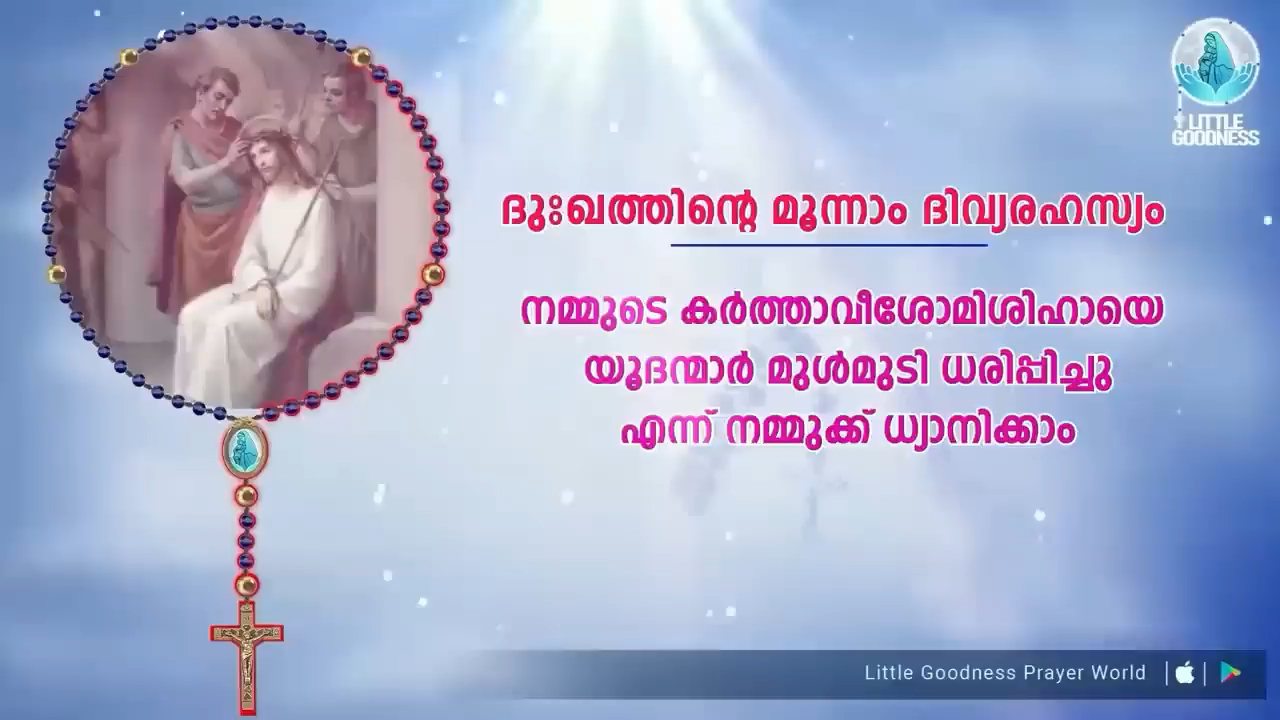 LITTLE
GOODNESS
ദുഃഖത്തിന്റെ മൂന്നാം ദിവ്യരഹസ്യം
നമ്മുടെ കർത്താവീശോമിശിഹായെ
യൂദന്മാർ മുൾമുടി ധരിപ്പിച്ചു
എന്ന് നമ്മുക്ക് ധ്യാനിക്കാം
Little Goodness Prayer World